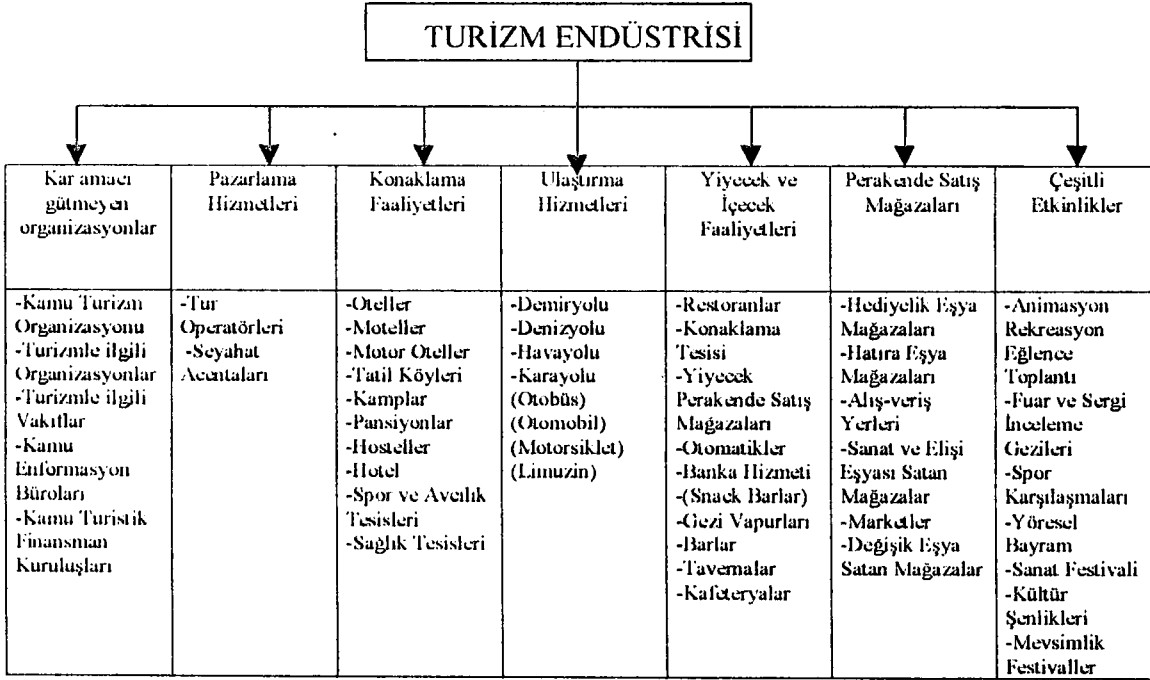 TURİZM ENDÜSTRİSİ
Kar amacı
gütmeyen
organizasyonlar
-Kamu Turizm
Organizasyonu
-Turizmle ilgili
Organizasyonlar
-Turizmle ilgili
Vakıflar
-Kamu
Enformasyon
Büroları
-Kamu Turistik
Finansman
Kuruluşları
Pazarlama
Hizmetleri
-Tur
Operatörleri
-Seyahat
Acentaları
Konaklama
Faaliyetleri
-Oteller
-Moteller
-Motor Oteller
-Tatil Köyleri
-Kamplar
-Pansiyonlar
-Hosteller
-Hotel
-Spor ve Avcılık
Tesisleri
-Sağlık Tesisleri
Ulaştırma
Hizmetleri
-Demiryolu
-Denizyolu
-Havayolu
-Karayolu
(Otobüs)
(Otomobil)
(Motorsiklet)
(Limuzin)
Yiyecek ve
İçecek
Faaliyetleri
-Restoranlar
-Konaklama
Tesisi
-Yiyecek
Perakende Satış
Mağazaları
-Otomatikler
-Banka Hizmeti
-(Snack Barlar)
-Gezi Vapurları
-Barlar
-Tavernalar
-Kafeteryalar
Perakende Satış
Mağazaları
-Hediyelik Eşya
Mağazaları
-Hatıra Eşya
Mağazaları
-Alış-veriş
Yerleri
-Sanat ve Elişi
Eşyası Satan
Mağazalar
-Marketler
-Değişik Eşya
Satan Mağazalar
Çeşitli
Etkinlikler
-Animasyon
Rekreasyon
Eğlence
Toplantı
-Fuar ve Sergi
İnceleme
Gezileri
-Spor
Karşılaşmaları
-Yöresel
Bayram
-Sanat Festivali
-Kültür
Şenlikleri
-Mevsimlik
Festivaller